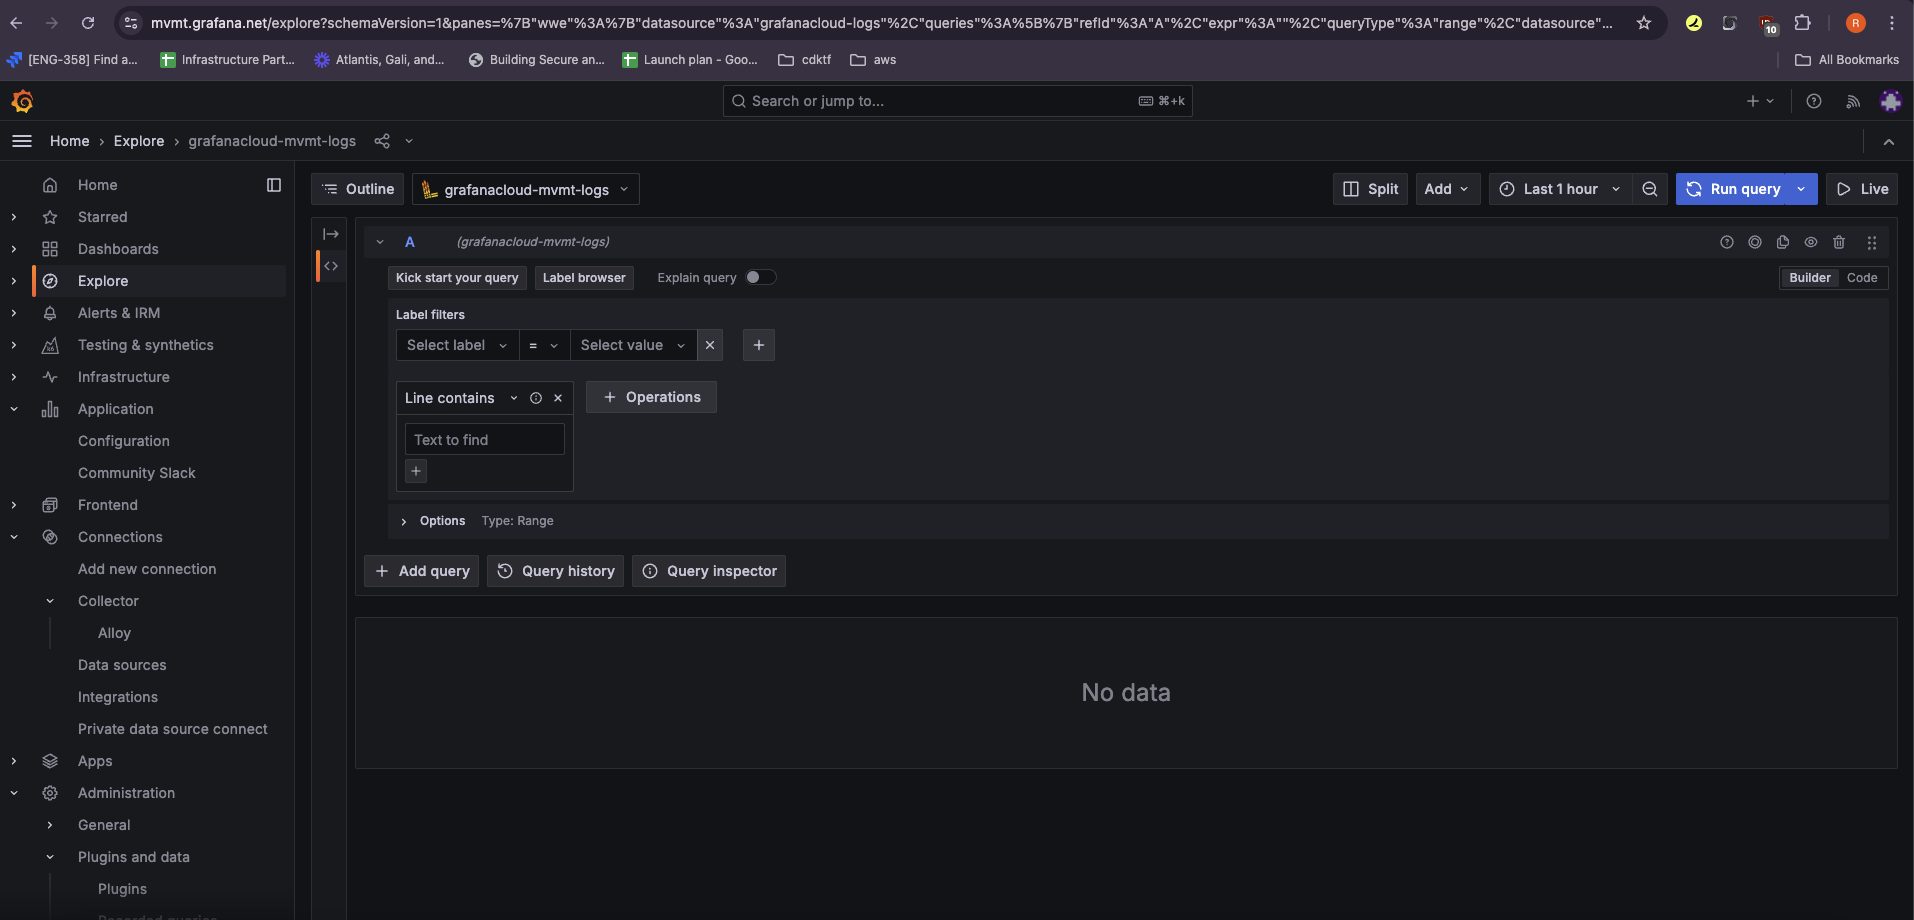 mvmt.grafana.net/explore?schemaVersion=1&panes=%7B"wwe"%3A%7B"datasource"%3A"grafanacloud-logs"%2C"queries"%3A%5B%7B"refId"%3A"A"%2C"expr"%3A""%2C"queryType"%3A"range"%2C"datasource"...
10
R
[ENG-358] Find a...
Infrastructure Part...
Atlantis, Gali, and...
Building Secure an...
Launch plan - Goo...
cdktf
aws
All Bookmarks
Search or jump to...
⌘+k
Home › Explore › grafanacloud-mvmt-logs
Home
Starred
Dashboards
Explore
Alerts & IRM
Testing & synthetics
Infrastructure
Application
Configuration
Community Slack
Frontend
Connections
Add new connection
Collector
Alloy
Data sources
Integrations
Private data source connect
Apps
Administration
General
Plugins and data
Plugins
Recorded queries
Outline
grafanacloud-mvmt-logs
Split
Add
Last 1 hour
Run query
Live
A (grafanacloud-mvmt-logs)
Kick start your query
Label browser
Explain query
Builder
Code
Label filters
Select label
=
Select value
Line contains
Operations
Text to find
Options Type: Range
Add query
Query history
Query inspector
No data